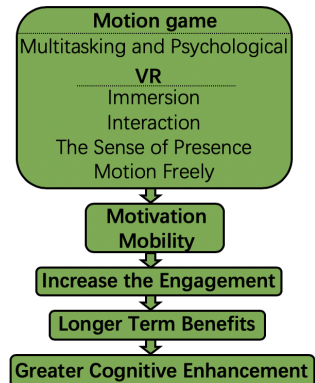 Motion game
Multitasking and Psychological
VR
Immersion
Interaction
The Sense of Presence
Motion Freely
Motivation
Mobility
Increase the Engagement
Longer Term Benefits
Greater Cognitive Enhancement